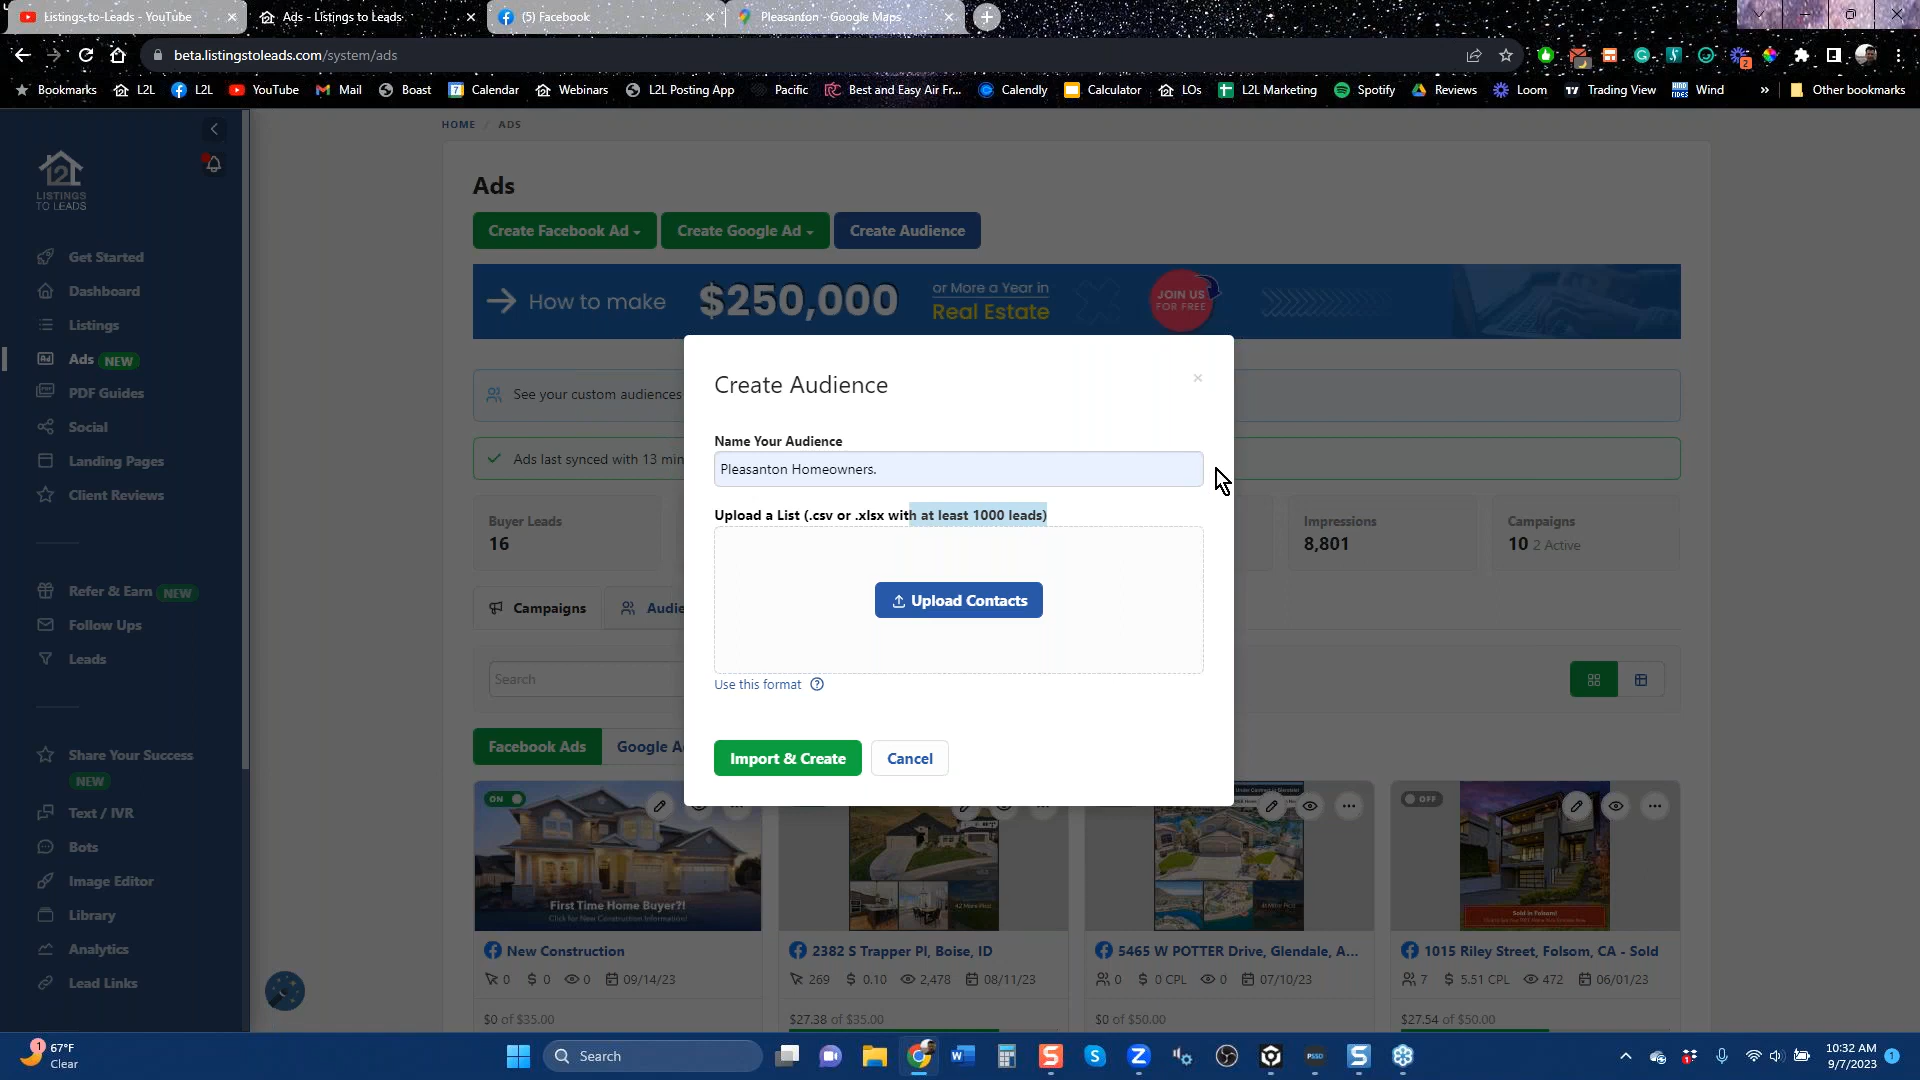 Listings-to-Leads - YouTube
Ads - Listings to Leads
(5) Facebook
Pleasanton - Google Maps
beta.listingstoleads.com/system/ads
Bookmarks
L2L
L2L
YouTube
Mail
Boast
Calendar
Webinars
L2L Posting App
Pacific
Best and Easy Air Fr...
Calendly
Calculator
LOs
L2L Marketing
Spotify
Reviews
Loom
Trading View
Wind
»
Other bookmarks
LISTINGS
TO LEADS
Get Started
Dashboard
Listings
Ads NEW
PDF Guides
Social
Landing Pages
Client Reviews
Refer & Earn NEW
Follow Ups
Leads
Share Your Success
NEW
Text / IVR
Bots
Image Editor
Library
Analytics
Lead Links
HOME / ADS
Ads
Create Facebook Ad
Create Google Ad
Create Audience
How to make $250,000 or More a Year in
Real Estate
JOIN US
FOR FREE
See your custom audiences
Ads last synced with 13 min
Buyer Leads
16
Impressions
8,801
Campaigns
10 2 Active
Campaigns
Audie
Search
Facebook Ads
Google A
Create Audience
×
Name Your Audience
Pleasanton Homeowners.
Upload a List (.csv or .xlsx with at least 1000 leads)
Upload Contacts
Use this format
Import & Create
Cancel
ON
First Time Home Buyer?!
Click for New Construction Information!
New Construction
0 $ 0 0 09/14/23
$0 of $35.00
2382 S Trapper Pl, Boise, ID
269 $ 0.10 2,478 08/11/23
$27.38 of $35.00
5465 W POTTER Drive, Glendale, A...
0 $ 0 CPL 0 07/10/23
$0 of $50.00
OFF
Sold in Folsom!
1015 Riley Street, Folsom, CA - Sold
7 $ 5.51 CPL 472 06/01/23
$27.54 of $50.00
67°F
Clear
Search
10:32 AM
9/7/2023